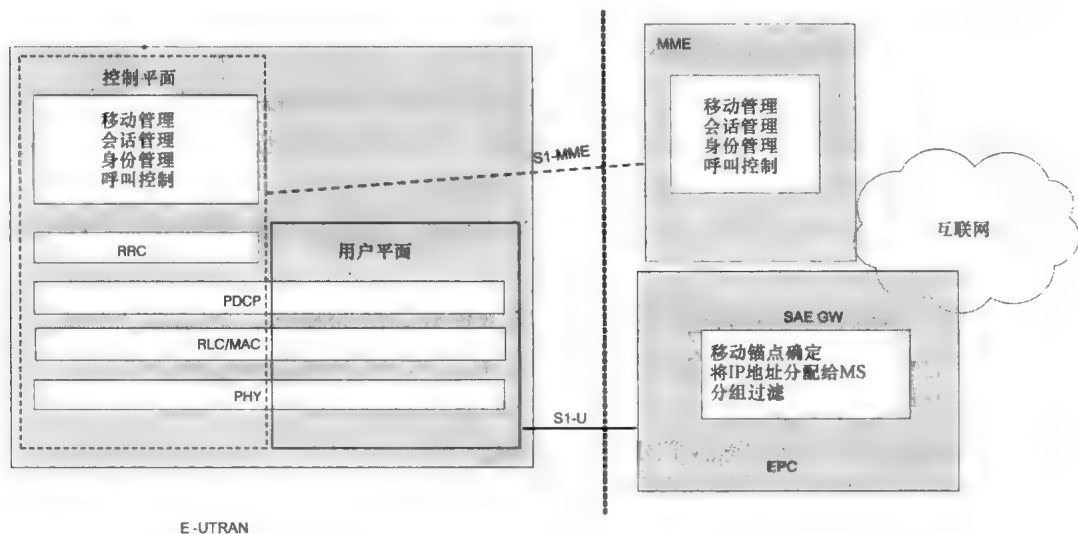 控制平面
移动管理
会话管理
身份管理
呼叫控制
RRC
用户平面
PDCP
RLC/MAC
PHY
E-UTRAN
S1-MME
S1-U
MME
移动管理
会话管理
身份管理
呼叫控制
互联网
SAE GW
移动锚点确定
将IP地址分配给MS
分组过滤
EPC